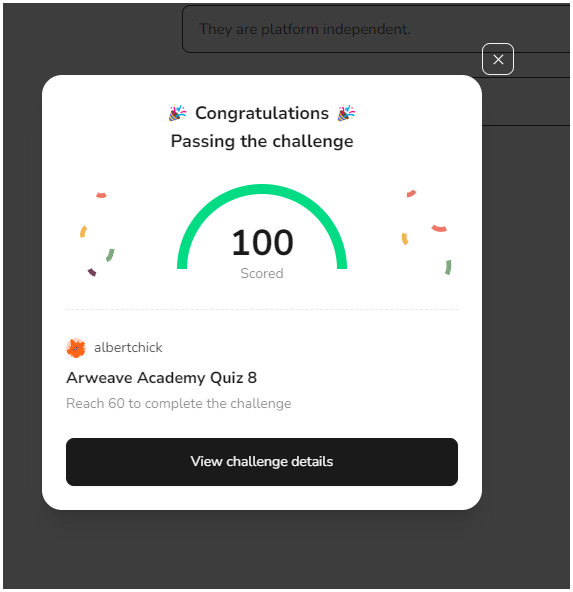 They are platform independent.
🎉 Congratulations 🎉
Passing the challenge
100
Scored
albertchick
Arweave Academy Quiz 8
Reach 60 to complete the challenge
View challenge details